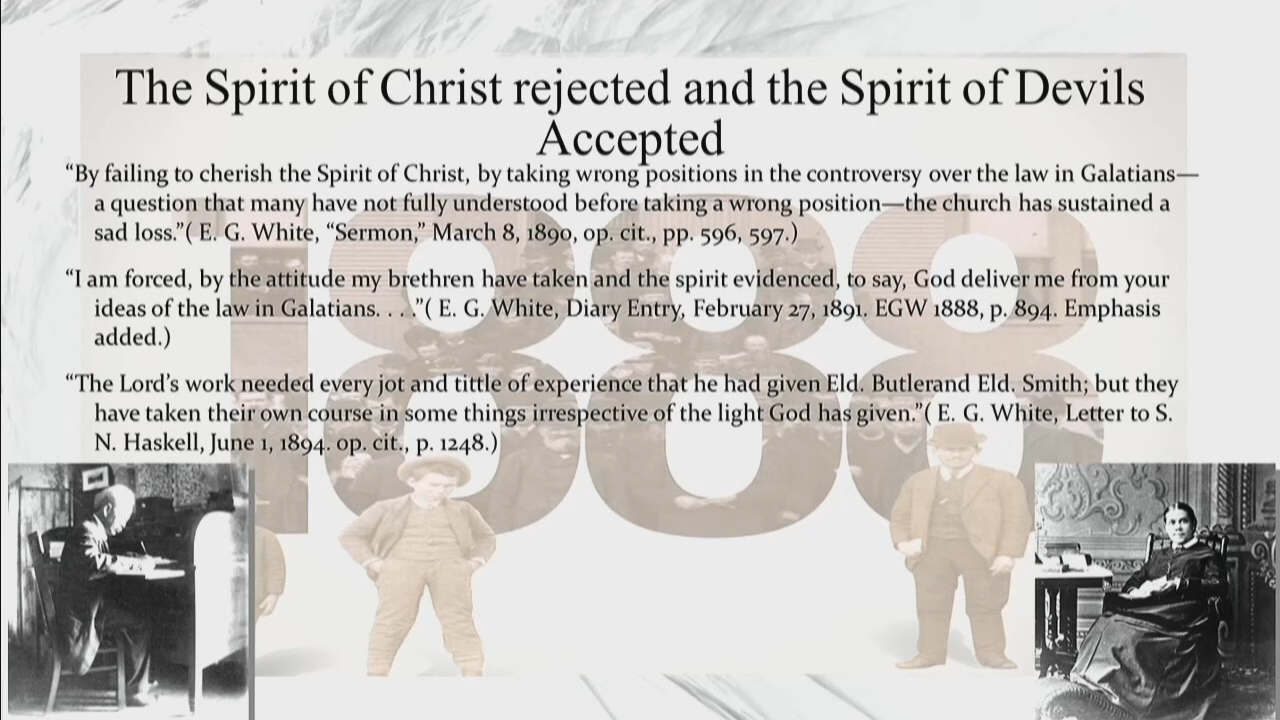 The Spirit of Christ rejected and the Spirit of Devils
Accepted
“By failing to cherish the Spirit of Christ, by taking wrong positions in the controversy over the law in Galatians—
a question that many have not fully understood before taking a wrong position—the church has sustained a
sad loss.”( E. G. White, “Sermon,” March 8, 1890, op. cit., pp. 596, 597.)
“I am forced, by the attitude my brethren have taken and the spirit evidenced, to say, God deliver me from your
ideas of the law in Galatians. . . .”( E. G. White, Diary Entry, February 27, 1891. EGW 1888, p. 894. Emphasis
added.)
“The Lord’s work needed every jot and tittle of experience that he had given Eld. Butlerand Eld. Smith; but they
have taken their own course in some things irrespective of the light God has given.”( E. G. White, Letter to S.
N. Haskell, June 1, 1894. op. cit., p. 1248.)
1888